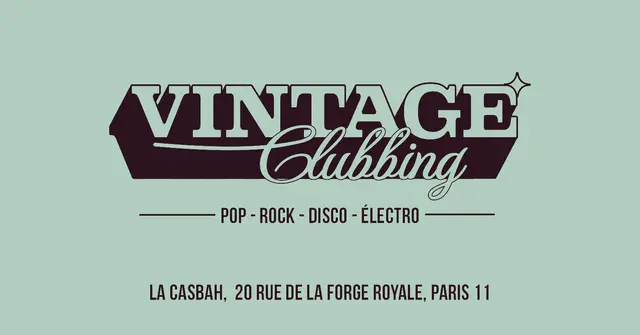 VINTAGE
Clubbing
POP - ROCK - DISCO - ÉLECTRO
LA CASBAH, 20 RUE DE LA FORGE ROYALE, PARIS 11